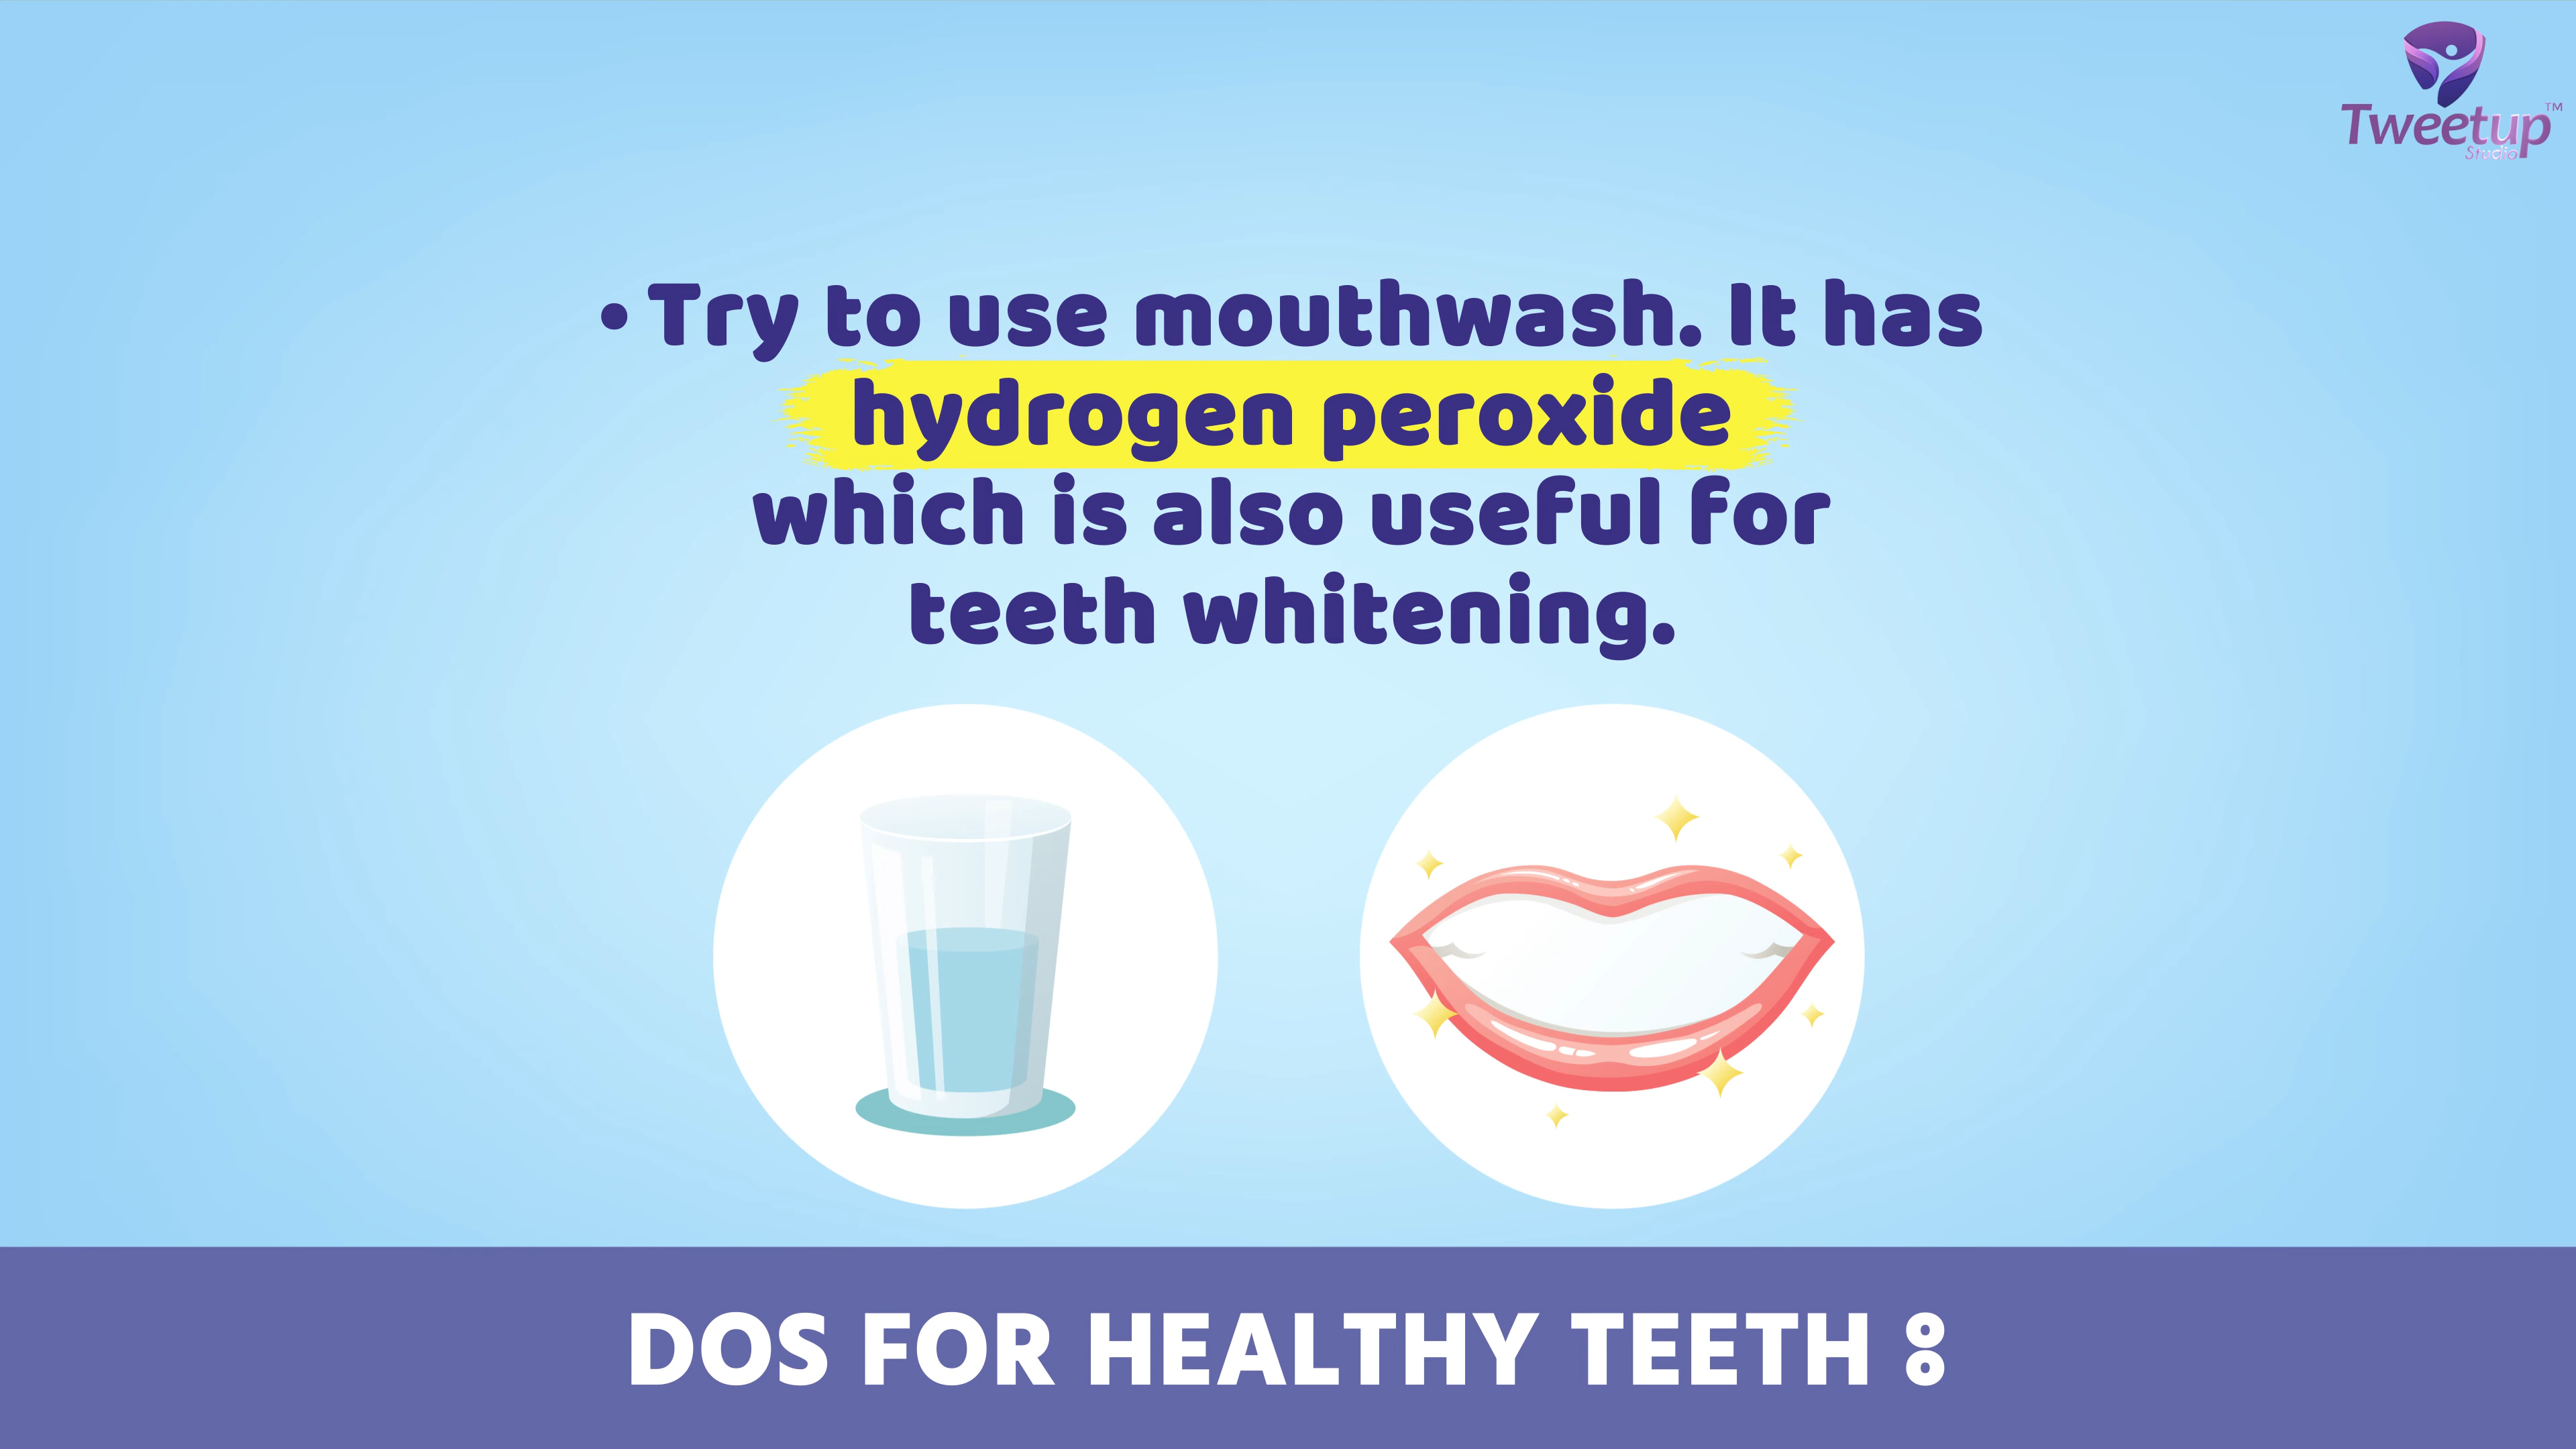 Tweetup™
Studio
• Try to use mouthwash. It has
hydrogen peroxide
which is also useful for
teeth whitening.
DOS FOR HEALTHY TEETH 8